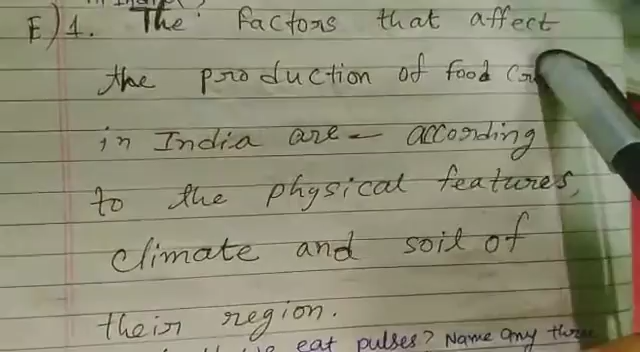 E) 1. The factors that affect
the production of food
in India are - according
to the physical features,
climate and soil of
their region.
eat pulses? Name any three